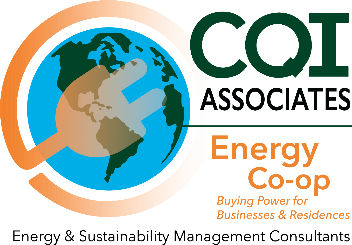 CQI
ASSOCIATES
Energy
Co-op
Buying Power for
Businesses & Residences
Energy & Sustainability Management Consultants